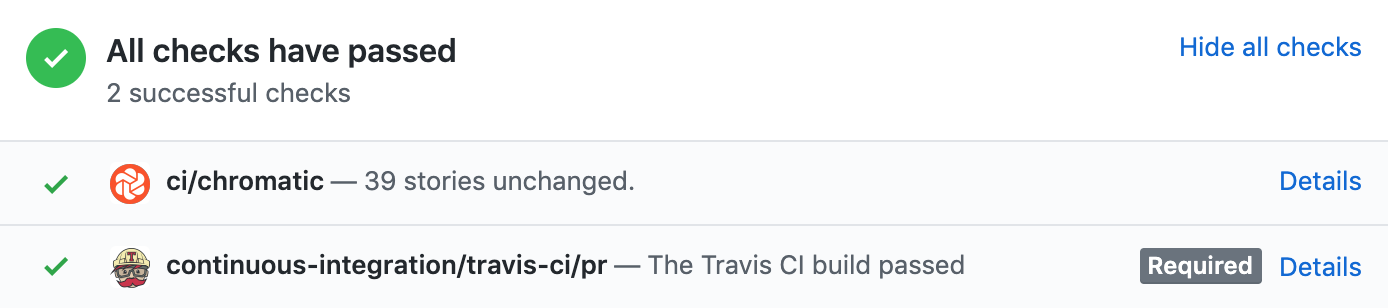 All checks have passed
Hide all checks
2 successful checks
ci/chromatic — 39 stories unchanged.
Details
continuous-integration/travis-ci/pr — The Travis CI build passed
Required
Details